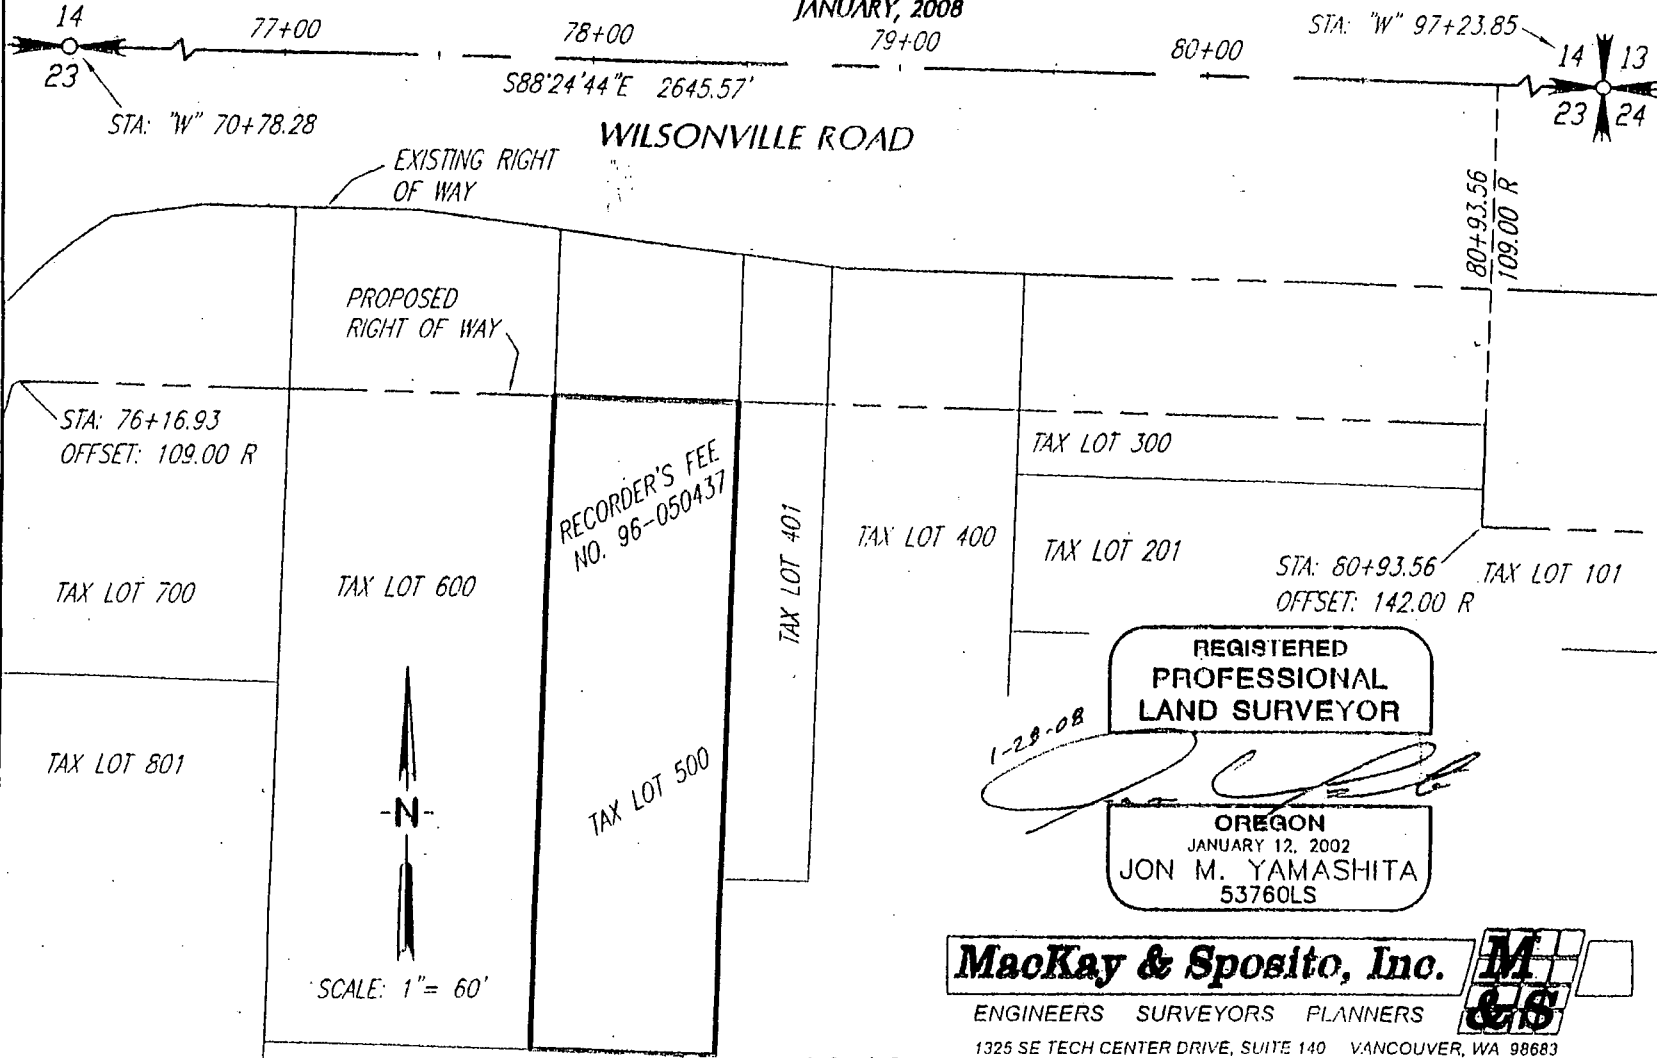 JANUARY, 2008
14
23
77+00
78+00
79+00
80+00
STA: "W" 97+23.85
14 13
23 24
S88°24'44"E 2645.57'
STA: "W" 70+78.28
WILSONVILLE ROAD
EXISTING RIGHT
OF WAY
80+93.56
109.00 R
PROPOSED
RIGHT OF WAY
STA: 76+16.93
OFFSET: 109.00 R
RECORDER'S FEE
NO. 96-050437
TAX LOT 300
TAX LOT 401
TAX LOT 400
TAX LOT 201
STA: 80+93.56
OFFSET: 142.00 R
TAX LOT 101
TAX LOT 700
TAX LOT 600
TAX LOT 801
TAX LOT 500
N
SCALE: 1"= 60'
REGISTERED
PROFESSIONAL
LAND SURVEYOR
1-28-08
OREGON
JANUARY 12, 2002
JON M. YAMASHITA
53760LS
MacKay & Sposito, Inc.
M
&S
ENGINEERS SURVEYORS PLANNERS
1325 SE TECH CENTER DRIVE, SUITE 140 VANCOUVER, WA 98683